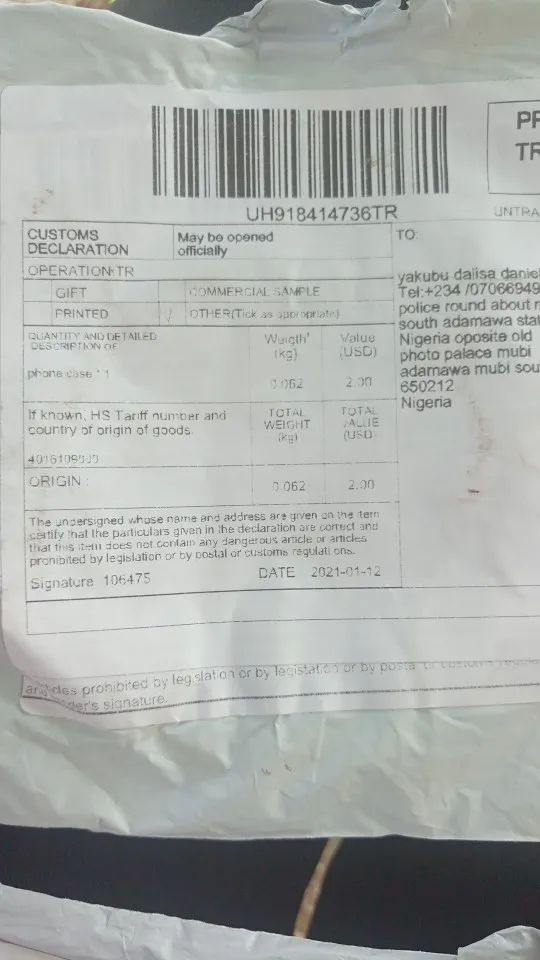 UH918414736TR
PR
TR
UNTRA
CUSTOMS
DECLARATION
May be opened
officially
OPERATION:TR
GIFT
COMMERCIAL SAMPLE
PRINTED
/
OTHER(Tick as appropriate)
QUANTITY AND DETAILED
DESCRIPTION OF
Weigth'
(kg)
Value
(USD)
phone case * 1
0.062
2.00
If known, HS Tariff number and
country of origin of goods.
TOTAL
WEIGHT
(kg)
TOTAL
VALUE
(USD
ORIGIN :
0.062
2.00
The undersigned whose name and address are given on the item
certify that the particulars given in the declaration are correct and
that this item does not contain any dangerous article or articles
prohibited by legislation or by postal or customs regulations.
Signature 106475
DATE 2021-01-12
TO:
yakubu dalisa daniel
Tel:+234 /07066949
police round about
south adamawa stat
Nigeria oposite old
photo palace mubi
adamawa mubi sou
650212
Nigeria
articles prohibited by legislation or by legistation or by postal or customs
der's signature.